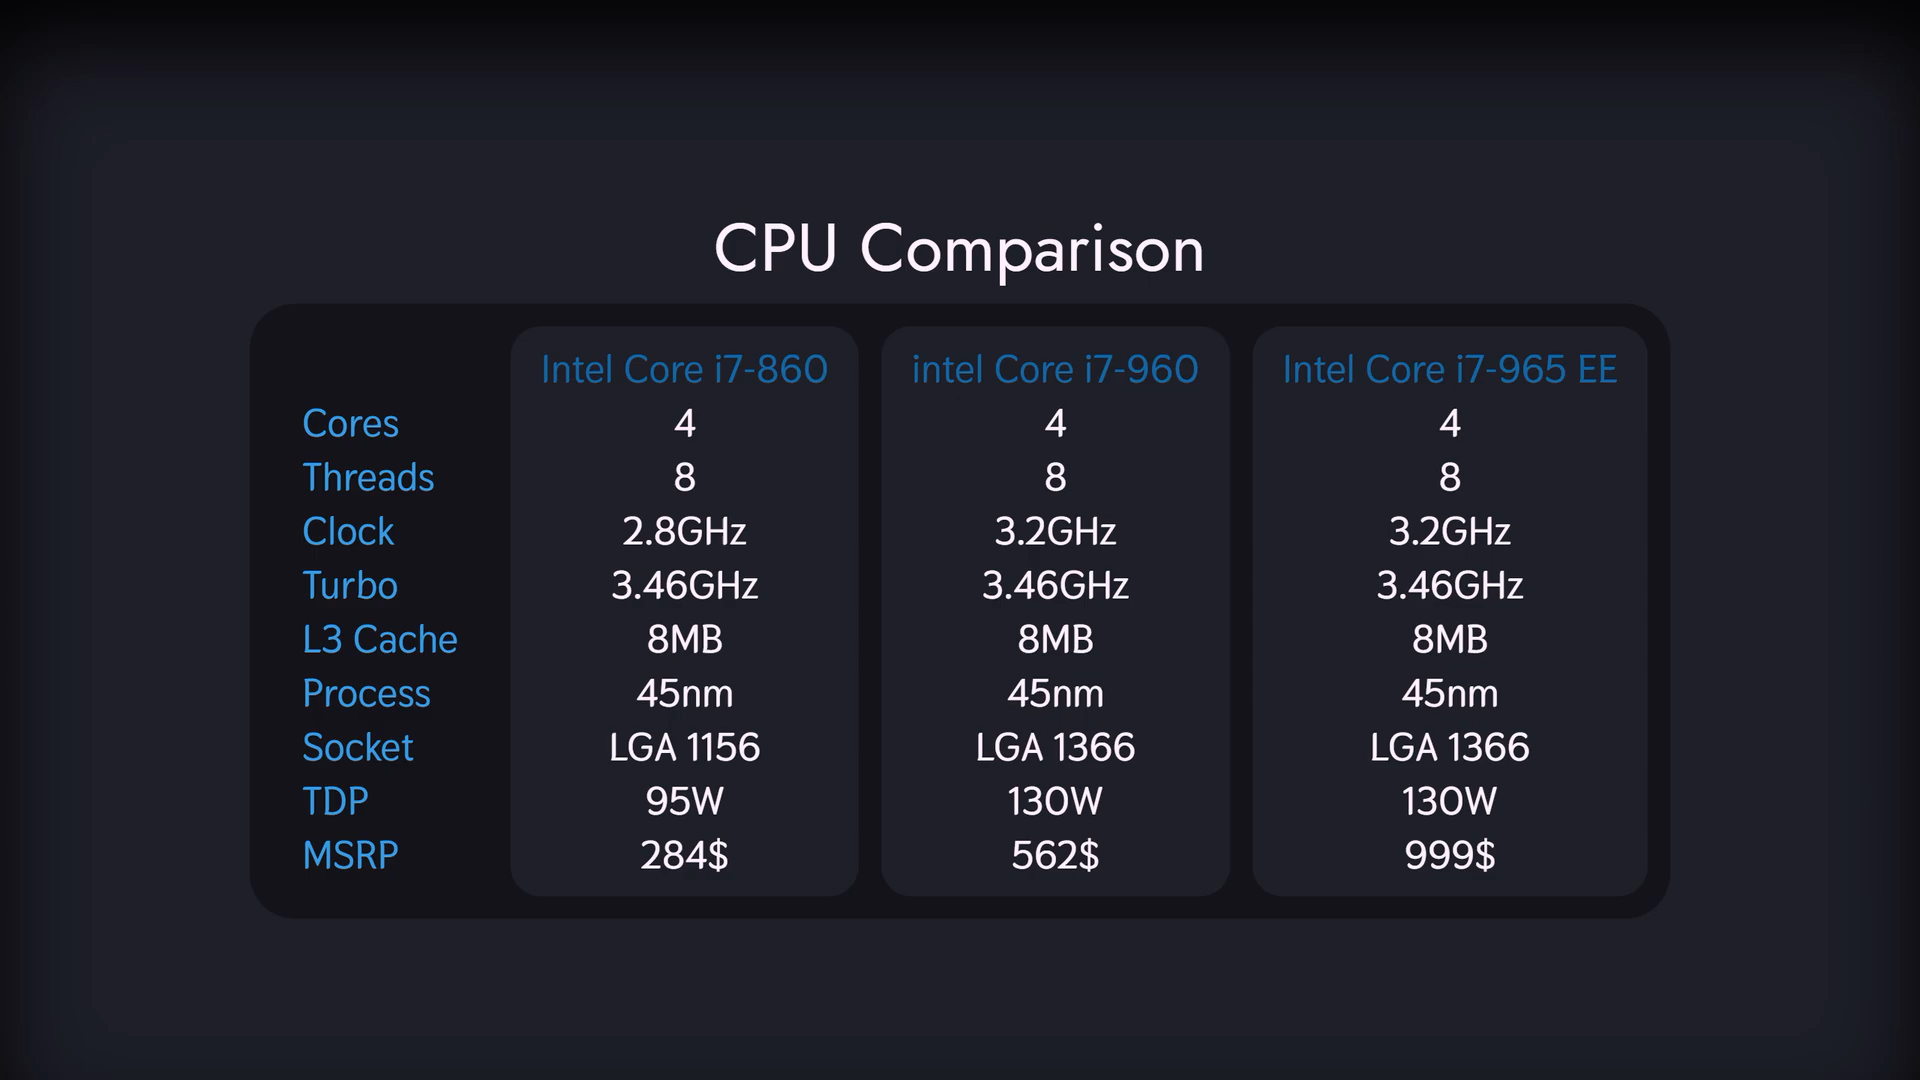 CPU Comparison
Intel Core i7-860 intel Core i7-960 Intel Core i7-965 EE
Cores 4 4 4
Threads 8 8 8
Clock 2.8GHz 3.2GHz 3.2GHz
Turbo 3.46GHz 3.46GHz 3.46GHz
L3 Cache 8MB 8MB 8MB
Process 45nm 45nm 45nm
Socket LGA 1156 LGA 1366 LGA 1366
TDP 95W 130W 130W
MSRP 284$ 562$ 999$